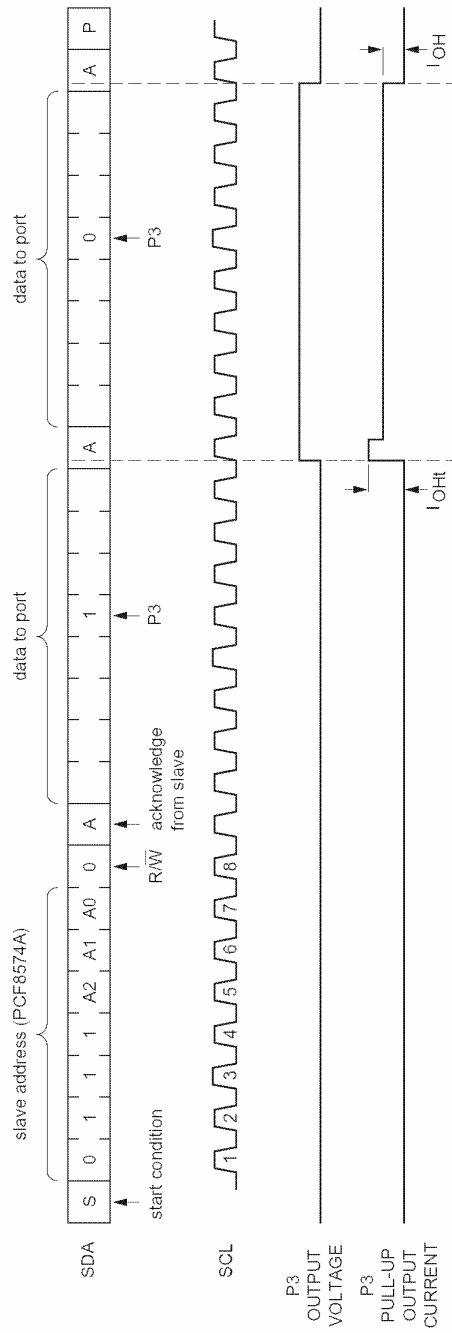 slave address (PCF8574A)
data to port
data to port
SDA
S 0 1 1 1 A2 A1 A0 0 A 1 A 0 A P
start condition
R/W̅
acknowledge
from slave
P3
P3
SCL
1 2 3 4 5 6 7 8
P3
OUTPUT
VOLTAGE
P3
PULL-UP
OUTPUT
CURRENT
IOHt
IOH